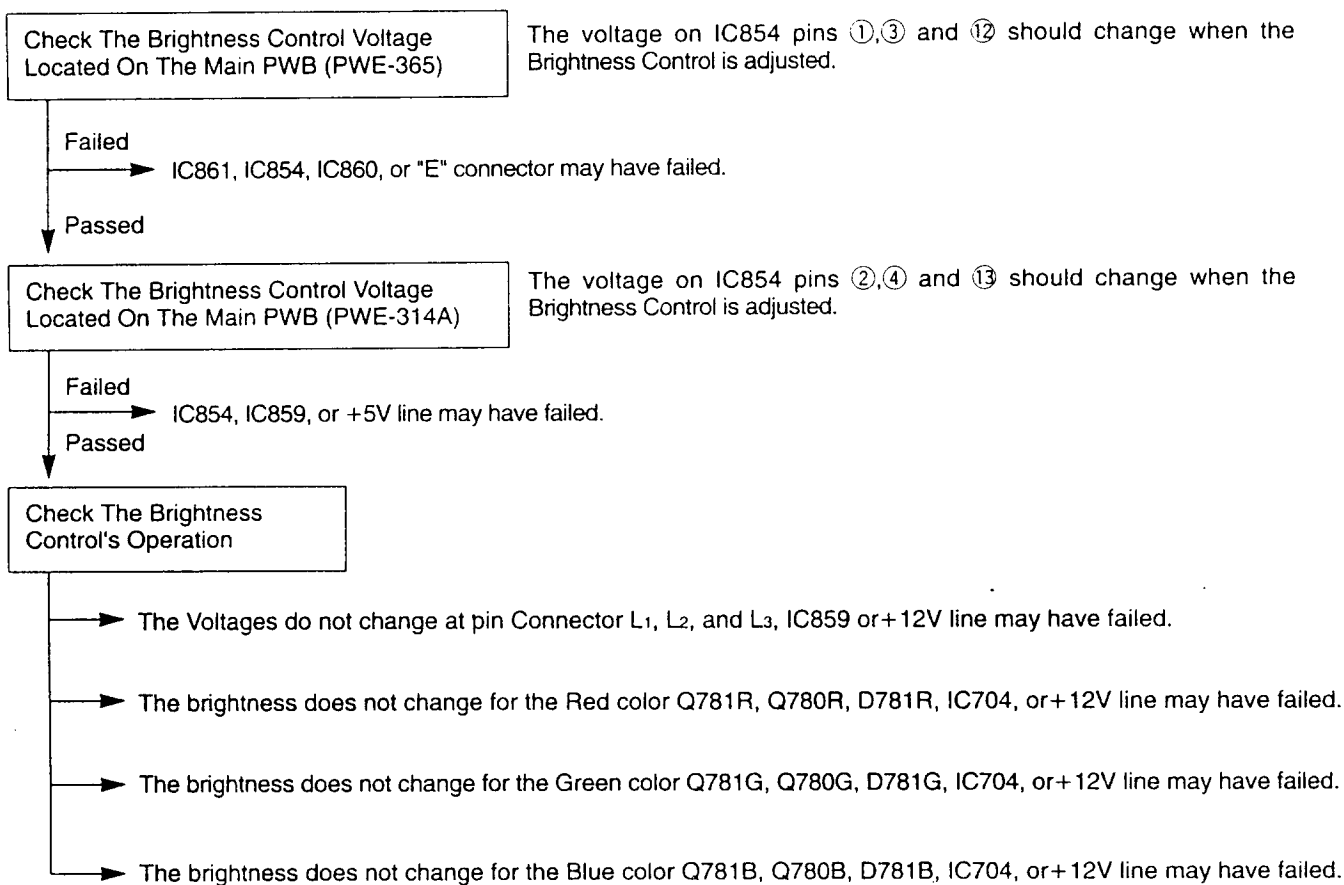 Check The Brightness Control Voltage
Located On The Main PWB (PWE-365)
The voltage on IC854 pins ①,③ and ⑫ should change when the
Brightness Control is adjusted.
Failed
IC861, IC854, IC860, or "E" connector may have failed.
Passed
Check The Brightness Control Voltage
Located On The Main PWB (PWE-314A)
The voltage on IC854 pins ②,④ and ⑬ should change when the
Brightness Control is adjusted.
Failed
IC854, IC859, or +5V line may have failed.
Passed
Check The Brightness
Control's Operation
The Voltages do not change at pin Connector L1, L2, and L3, IC859 or+12V line may have failed.
The brightness does not change for the Red color Q781R, Q780R, D781R, IC704, or+12V line may have failed.
The brightness does not change for the Green color Q781G, Q780G, D781G, IC704, or+12V line may have failed.
The brightness does not change for the Blue color Q781B, Q780B, D781B, IC704, or+12V line may have failed.